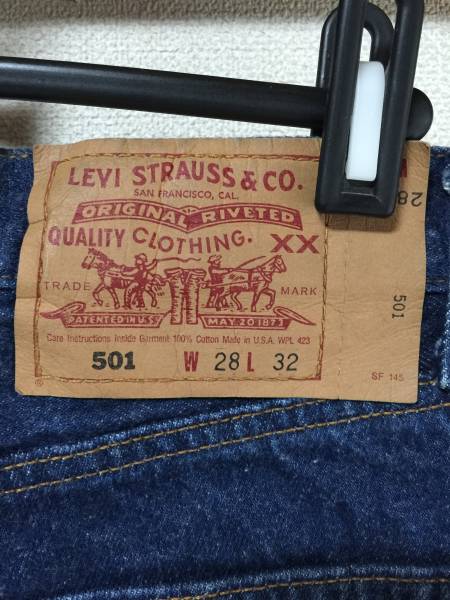 LEVI STRAUSS & CO.
SAN FRANCISCO, CAL.
ORIGINAL RIVETED
QUALITY CLOTHING. XX
TRADE MARK
PATENTED IN U.S. MAY 20 1873
Care Instructions Inside Garment 100% Cotton Made in U.S.A. WPL 423
501 W 28 L 32
® SF 145
28
501